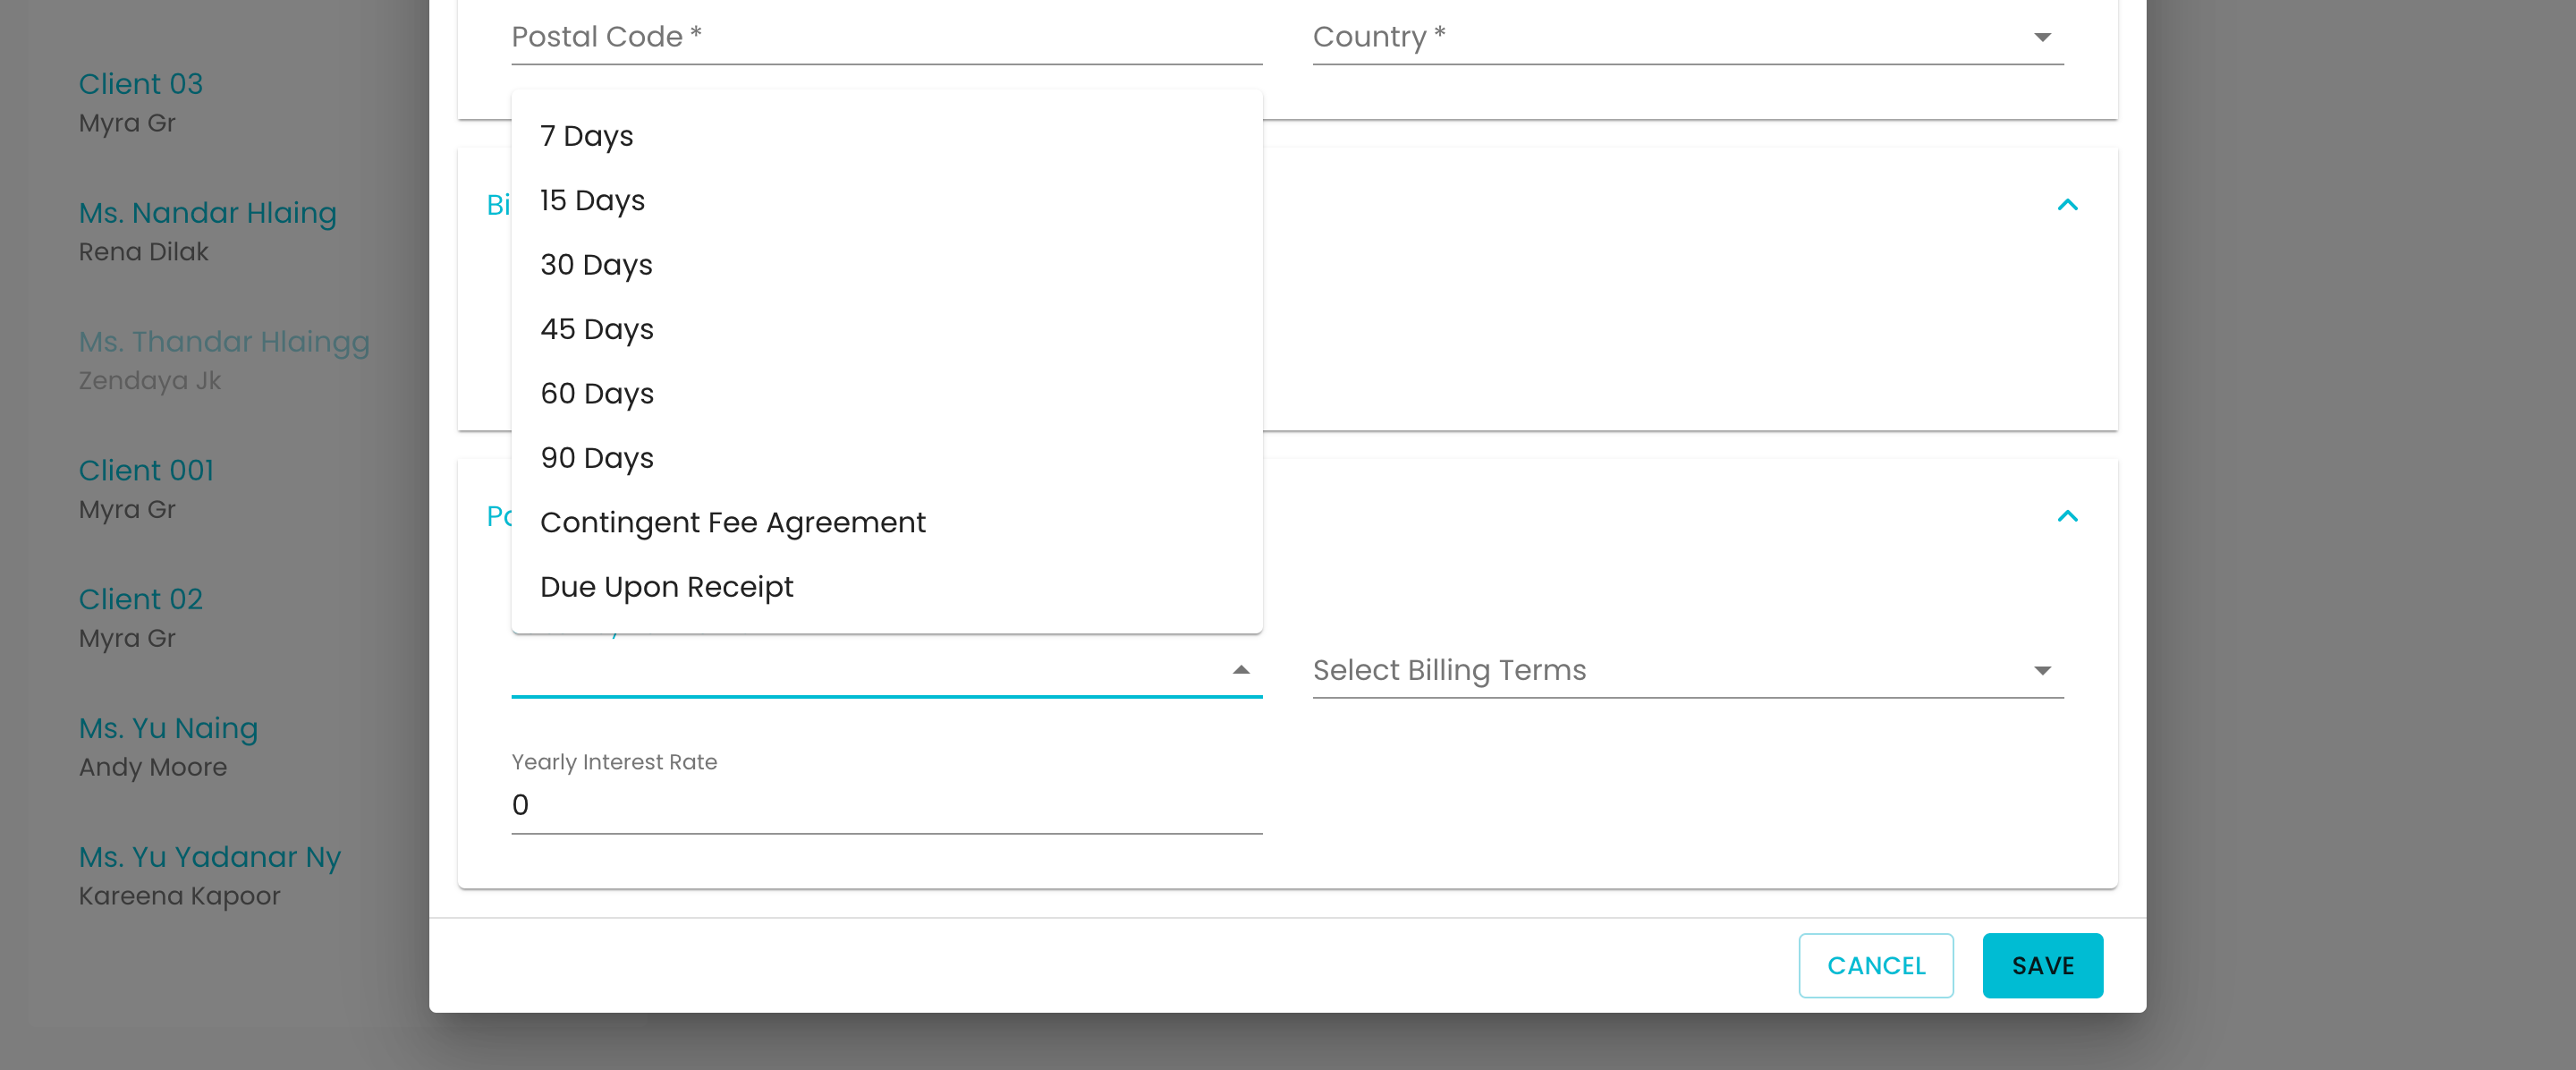 Client 03
Myra Gr
Ms. Nandar Hlaing
Rena Dilak
Ms. Thandar Hlaingg
Zendaya Jk
Client 001
Myra Gr
Client 02
Myra Gr
Ms. Yu Naing
Andy Moore
Ms. Yu Yadanar Ny
Kareena Kapoor
Postal Code *
Country *
7 Days
15 Days
30 Days
45 Days
60 Days
90 Days
Contingent Fee Agreement
Due Upon Receipt
Select Billing Terms
Yearly Interest Rate
0
CANCEL
SAVE